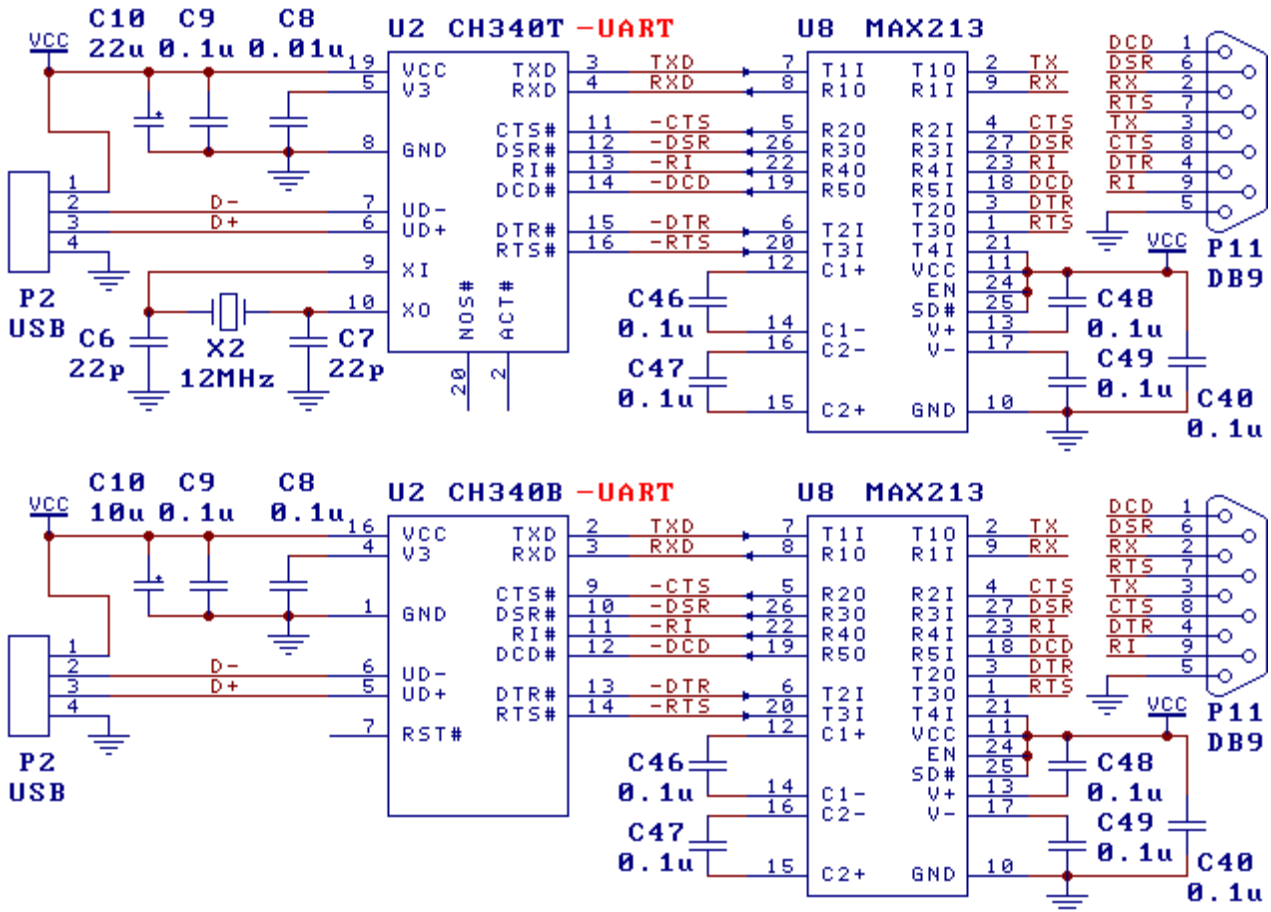 C10 C9 C8
22u 0.1u 0.01u
VCC
U2 CH340T -UART
19 VCC TXD 3 TXD
5 V3 RXD 4 RXD
CTS# 11 -CTS
8 GND DSR# 12 -DSR
RI# 13 -RI
DCD# 14 -DCD
7 UD- D-
6 UD+ D+
DTR# 15 -DTR
RTS# 16 -RTS
9 XI
10 XO
NOS# 20
ACT# 2
1
2
3
4
P2
USB
C6
22p
X2
12MHz
C7
22p
U8 MAX213
7 T1I T1O 2 TX
8 R1O R1I 9 RX
5 R2O R2I 4 CTS
26 R3O R3I 27 DSR
22 R4O R4I 23 RI
19 R5O R5I 18 DCD
T2O 3 DTR
6 T2I T3O 1 RTS
20 T3I T4I 21
12 C1+ VCC 11
EN 24
SD# 25
14 C1- V+ 13
16 C2- V- 17
15 C2+ GND 10
C46
0.1u
C47
0.1u
VCC
C48
0.1u
C49
0.1u
C40
0.1u
DCD 1
DSR 6
RX 2
RTS 7
TX 3
CTS 8
DTR 4
RI 9
5
P11
DB9
C10 C9 C8
10u 0.1u 0.1u
VCC
U2 CH340B -UART
16 VCC TXD 2 TXD
4 V3 RXD 3 RXD
CTS# 9 -CTS
1 GND DSR# 10 -DSR
RI# 11 -RI
DCD# 12 -DCD
6 UD- D-
5 UD+ D+
DTR# 13 -DTR
RTS# 14 -RTS
7 RST#
1
2
3
4
P2
USB
U8 MAX213
7 T1I T1O 2 TX
8 R1O R1I 9 RX
5 R2O R2I 4 CTS
26 R3O R3I 27 DSR
22 R4O R4I 23 RI
19 R5O R5I 18 DCD
T2O 3 DTR
6 T2I T3O 1 RTS
20 T3I T4I 21
12 C1+ VCC 11
EN 24
SD# 25
14 C1- V+ 13
16 C2- V- 17
15 C2+ GND 10
C46
0.1u
C47
0.1u
VCC
C48
0.1u
C49
0.1u
C40
0.1u
DCD 1
DSR 6
RX 2
RTS 7
TX 3
CTS 8
DTR 4
RI 9
5
P11
DB9